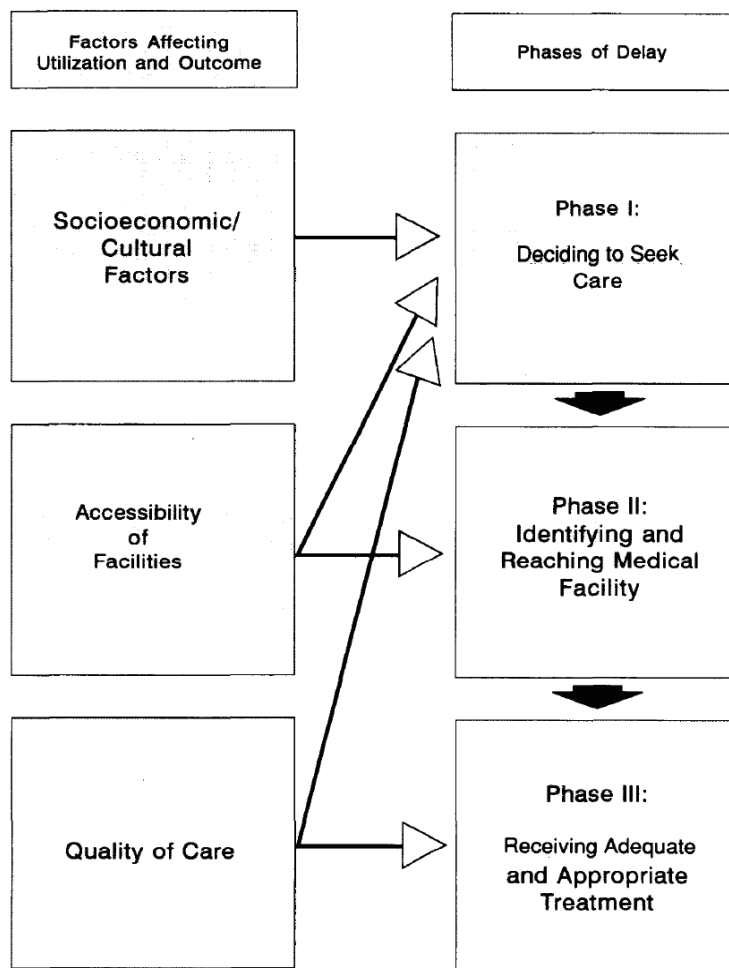 Factors Affecting
Utilization and Outcome
Phases of Delay
Socioeconomic/
Cultural
Factors
Phase I:
Deciding to Seek
Care
Accessibility
of
Facilities
Phase II:
Identifying and
Reaching Medical
Facility
Quality of Care
Phase III:
Receiving Adequate
and Appropriate
Treatment